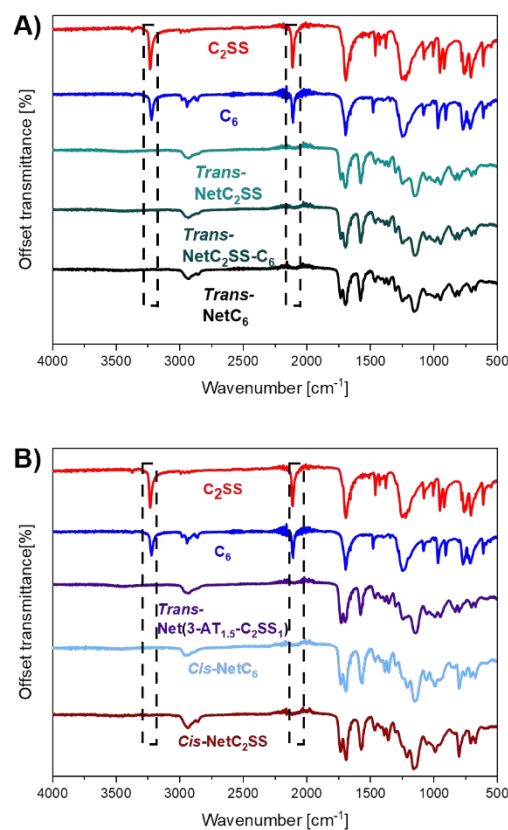 A)
Offset transmittance [%]
C₂SS
C₆
Trans-
NetC₂SS
Trans-
NetC₂SS-C₆
Trans-
NetC₆
4000 3500 3000 2500 2000 1500 1000 500
Wavenumber [cm⁻¹]
B)
Offset transmittance[%]
C₂SS
C₆
Trans-
Net(3-AT₁.₅-C₂SS₁)
Cis-NetC₆
Cis-NetC₂SS
4000 3500 3000 2500 2000 1500 1000 500
Wavenumber [cm⁻¹]